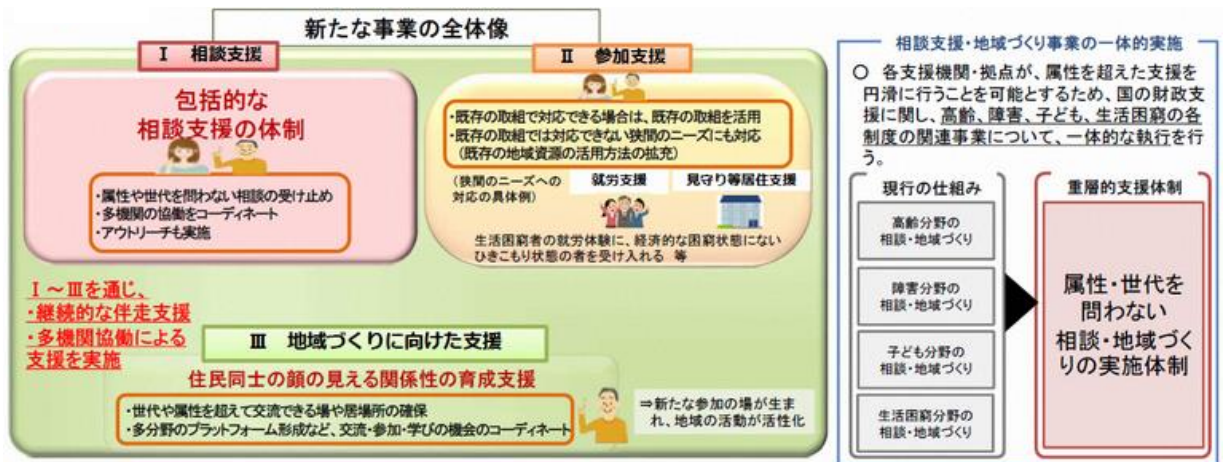 新たな事業の全体像
Ⅰ 相談支援
包括的な
相談支援の体制
・属性や世代を問わない相談の受け止め
・多機関の協働をコーディネート
・アウトリーチも実施
Ⅱ 参加支援
・既存の取組で対応できる場合は、既存の取組を活用
・既存の取組では対応できない狭間のニーズにも対応
(既存の地域資源の活用方法の拡充)
(狭間のニーズへの
対応の具体例)
就労支援
見守り等居住支援
生活困窮者の就労体験に、経済的な困窮状態にない
ひきこもり状態の者を受け入れる 等
Ⅰ～Ⅲを通じ、
・継続的な伴走支援
・多機関協働による
支援を実施
Ⅲ 地域づくりに向けた支援
住民同士の顔の見える関係性の育成支援
・世代や属性を超えて交流できる場や居場所の確保
・多分野のプラットフォーム形成など、交流・参加・学びの機会のコーディネート
⇒新たな参加の場が生ま
れ、地域の活動が活性化
相談支援・地域づくり事業の一体的実施
○ 各支援機関・拠点が、属性を超えた支援を
円滑に行うことを可能とするため、国の財政支
援に関し、高齢、障害、子ども、生活困窮の各
制度の関連事業について、一体的な執行を行
う。
現行の仕組み
高齢分野の
相談・地域づくり
障害分野の
相談・地域づくり
子ども分野の
相談・地域づくり
生活困窮分野の
相談・地域づくり
重層的支援体制
属性・世代を
問わない
相談・地域づく
りの実施体制